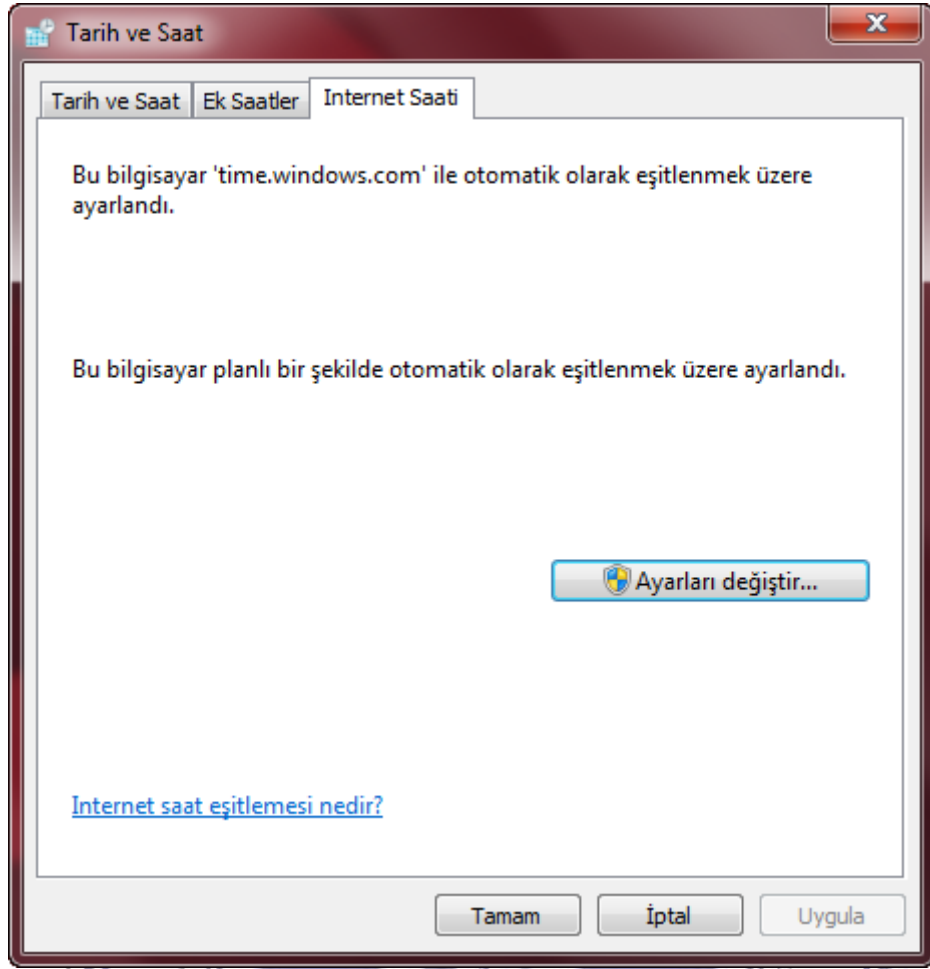 Tarih ve Saat
Tarih ve Saat
Ek Saatler
Internet Saati
Bu bilgisayar 'time.windows.com' ile otomatik olarak eşitlenmek üzere
ayarlandı.
Bu bilgisayar planlı bir şekilde otomatik olarak eşitlenmek üzere ayarlandı.
Ayarları değiştir...
Internet saat eşitlemesi nedir?
Tamam
İptal
Uygula